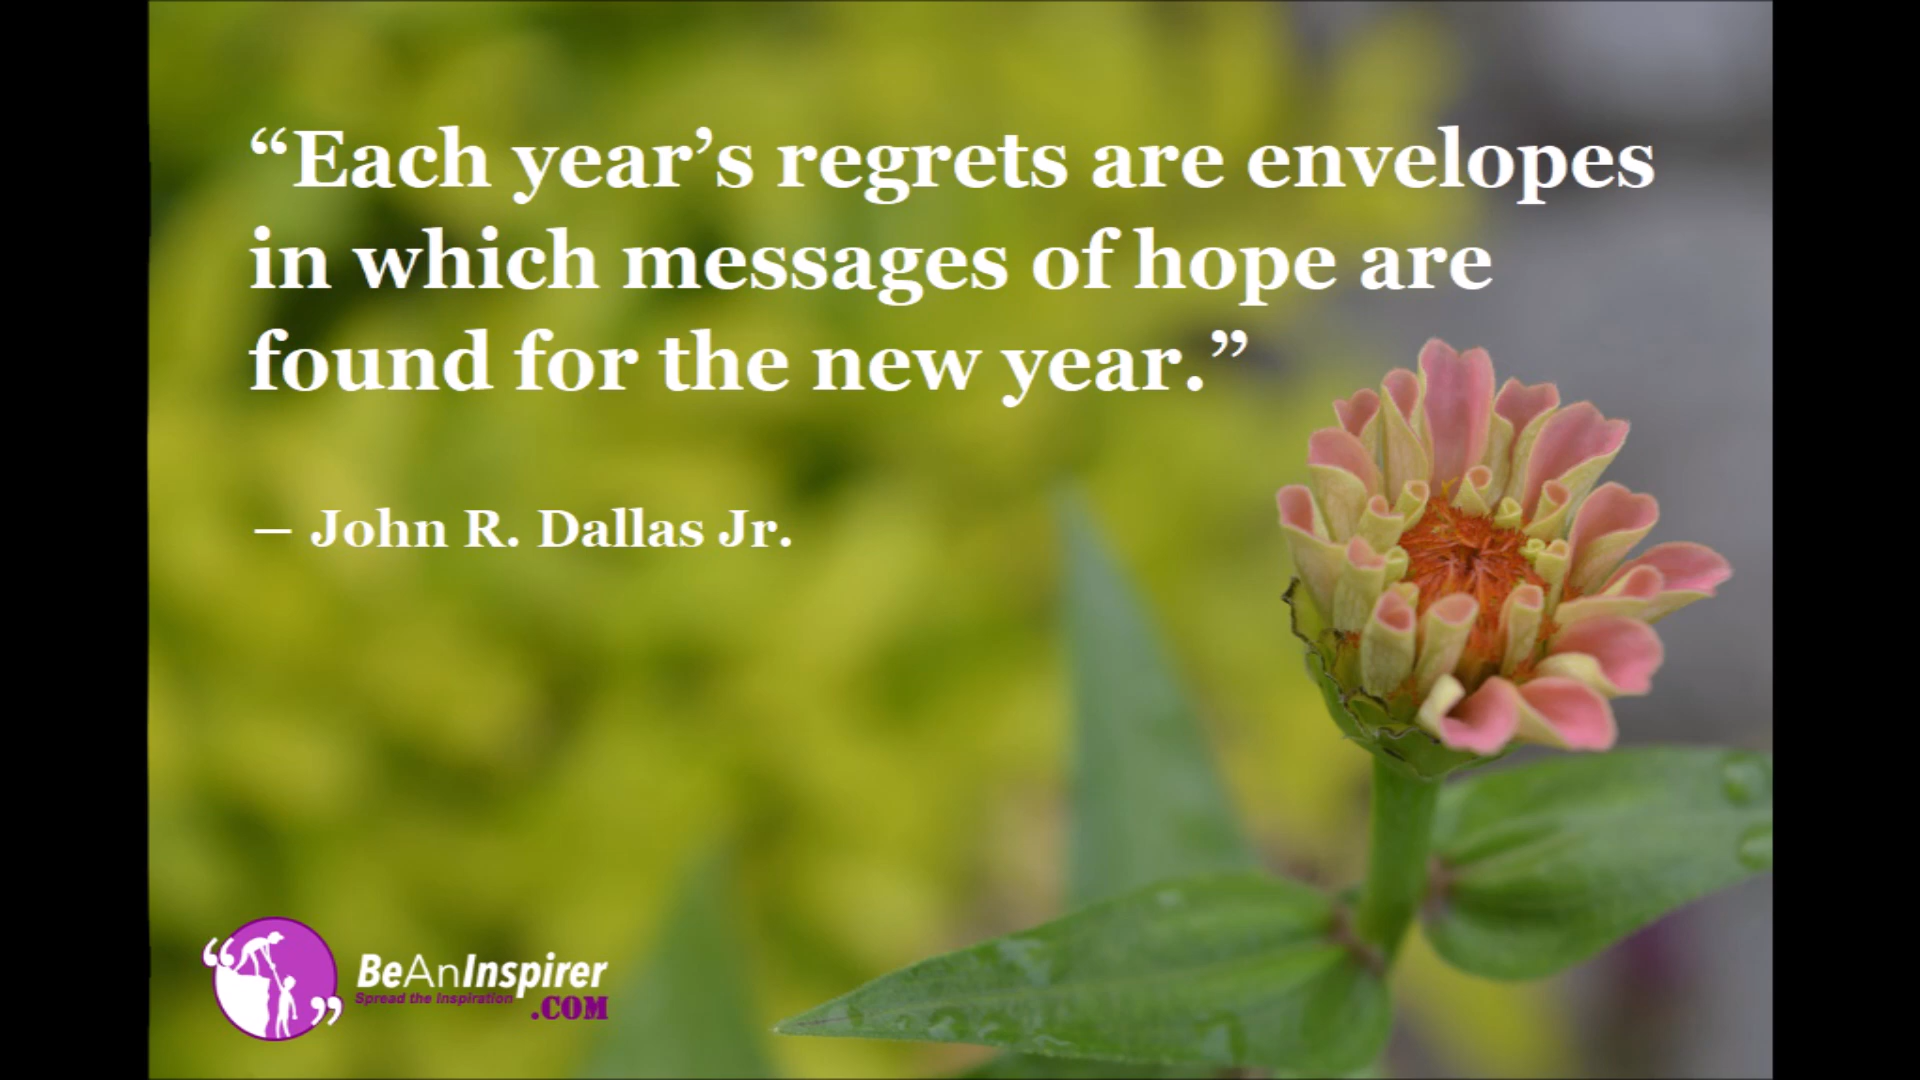 “Each year’s regrets are envelopes
in which messages of hope are
found for the new year.”
— John R. Dallas Jr.
BeAnInspirer
Spread the Inspiration
.COM